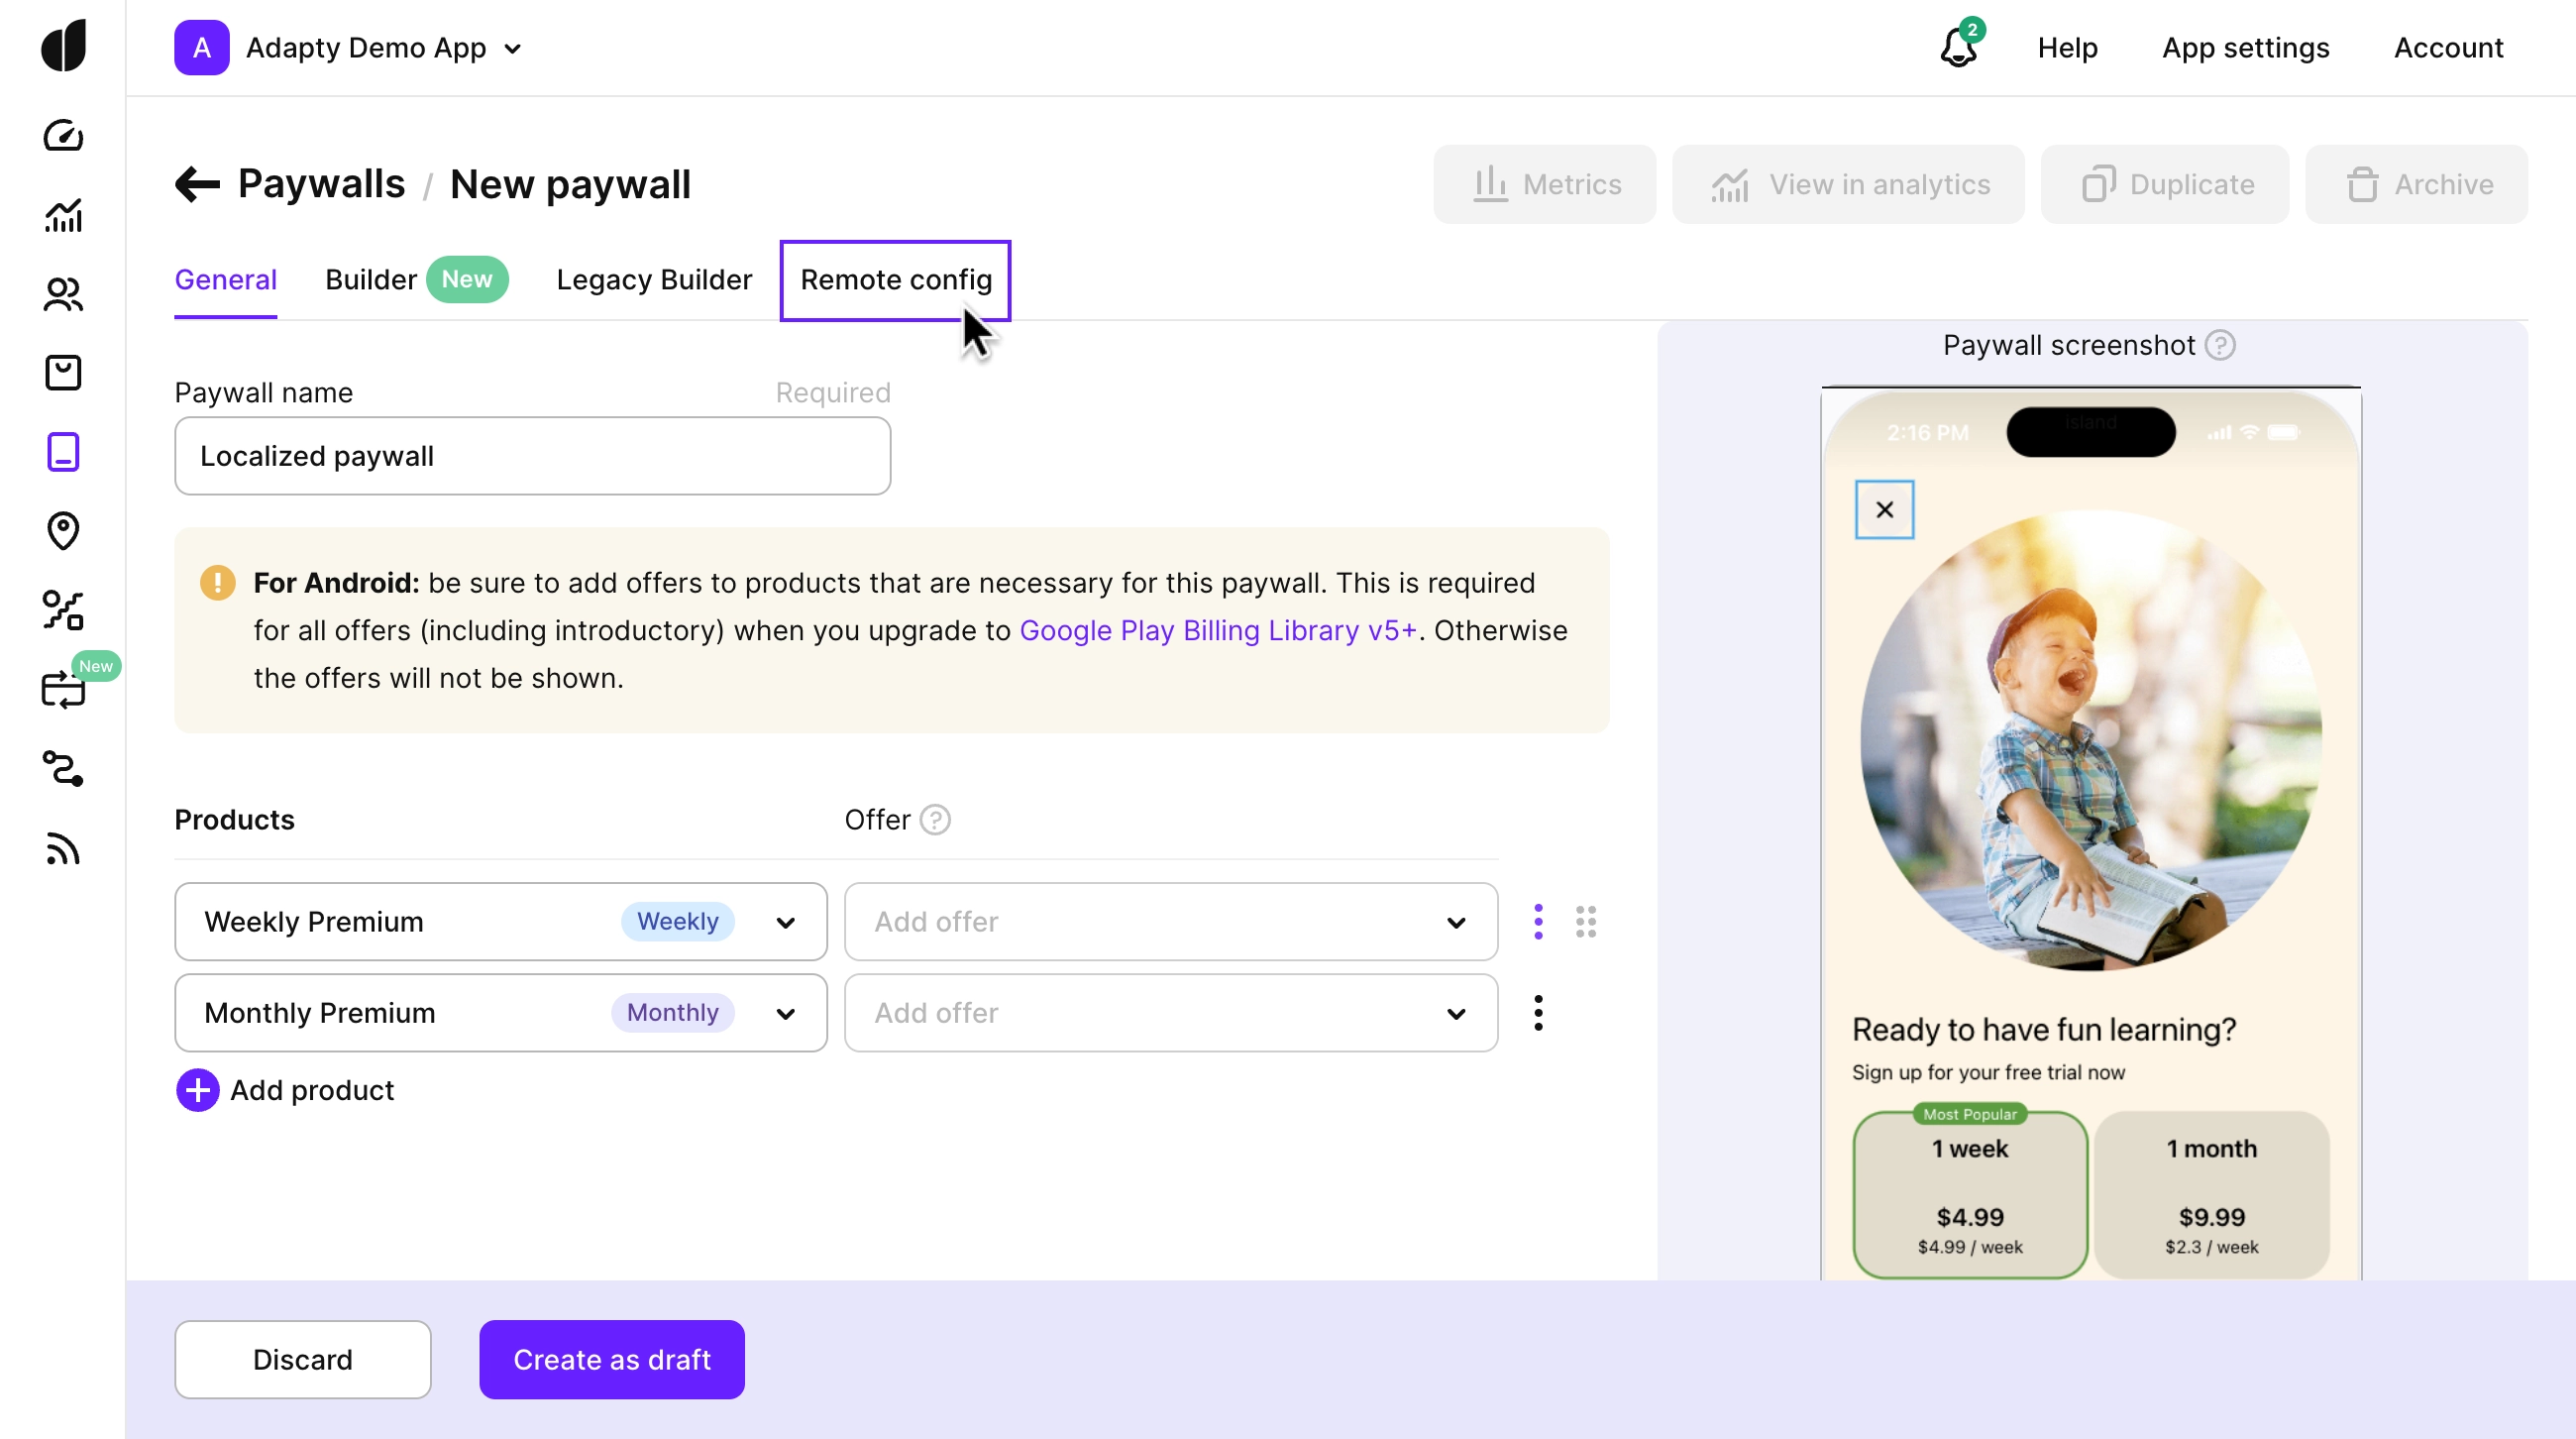 A
Adapty Demo App
2
Help
App settings
Account
Paywalls / New paywall
Metrics
View in analytics
Duplicate
Archive
General
Builder New
Legacy Builder
Remote config
Paywall name
Required
Localized paywall
! For Android: be sure to add offers to products that are necessary for this paywall. This is required
for all offers (including introductory) when you upgrade to Google Play Billing Library v5+. Otherwise
the offers will not be shown.
New
Products
Offer ?
Weekly Premium Weekly
Add offer
Monthly Premium Monthly
Add offer
Add product
Paywall screenshot ?
2:16 PM
island
Ready to have fun learning?
Sign up for your free trial now
Most Popular
1 week
$4.99
$4.99 / week
1 month
$9.99
$2.3 / week
Discard
Create as draft